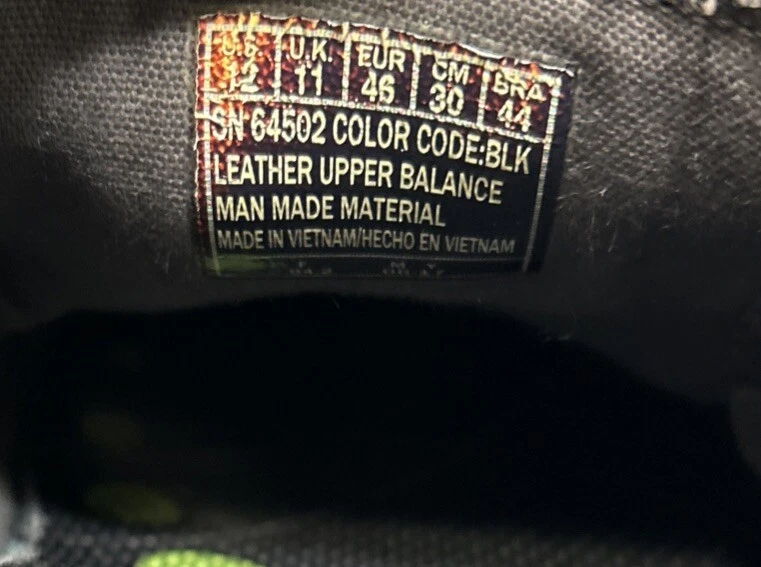 U.S. U.K. EUR CM BRA
12 11 46 30 44
SN 64502 COLOR CODE:BLK
LEATHER UPPER BALANCE
MAN MADE MATERIAL
MADE IN VIETNAM/HECHO EN VIETNAM